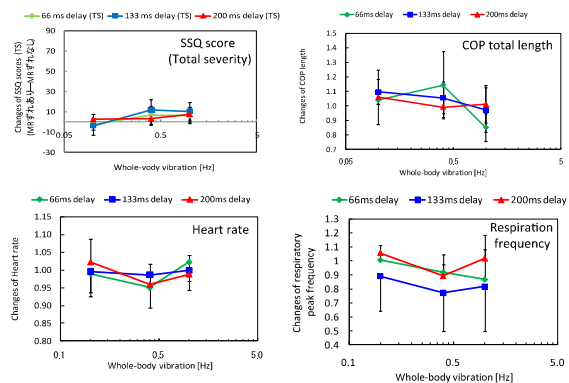 66 ms delay (TS) 133 ms delay (TS) 200 ms delay (TS)
SSQ score
(Total severity)
Changes of SSQ scores (TS)
(MRずれあり―MRずれなし)
90
70
50
30
10
-10
-30
0.05 0.5 5
Whole-body vibration [Hz]
66ms delay 133ms delay 200ms delay
COP total length
Changes of COP length
1.5
1.4
1.3
1.2
1.1
1.0
0.9
0.8
0.7
0.05 0.5 5
Whole-body vibration [Hz]
66ms delay 133ms delay 200ms delay
Heart rate
Changes of Heart rate
1.15
1.10
1.05
1.00
0.95
0.90
0.85
0.80
0.1 0.5 5.0
Whole-body vibration [Hz]
66ms delay 133ms delay 200ms delay
Respiration
frequency
Changes of respiratory
peak frequency
1.3
1.2
1.1
1
0.9
0.8
0.7
0.6
0.5
0.4
0.1 0.5 5.0
Whole-body vibration [Hz]